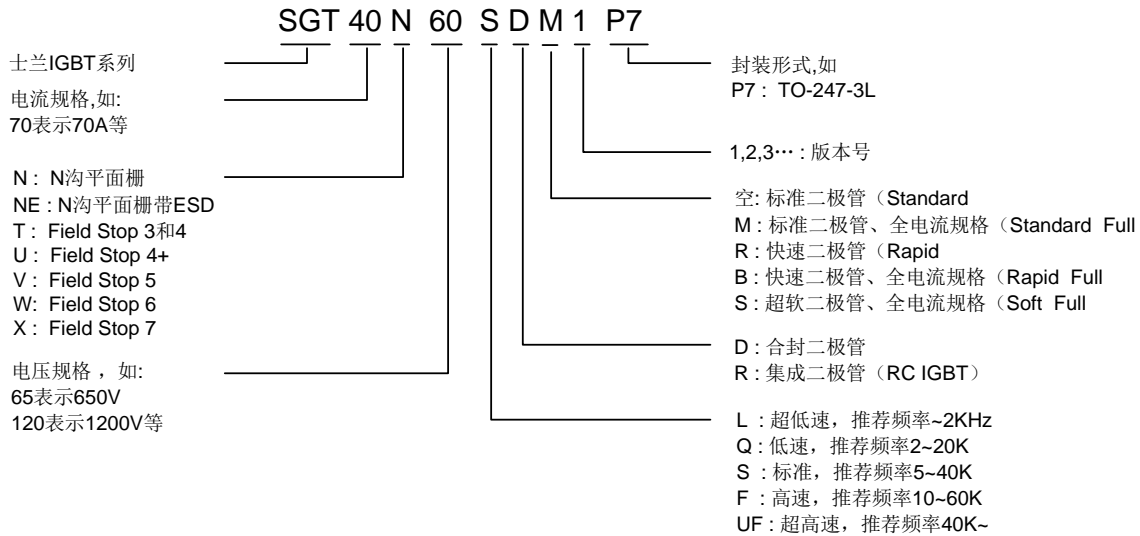 SGT 40 N 60 S D M 1 P7
士兰IGBT系列
电流规格,如:
70表示70A等
N : N沟平面栅
NE : N沟平面栅带ESD
T : Field Stop 3和4
U : Field Stop 4+
V : Field Stop 5
W: Field Stop 6
X : Field Stop 7
电压规格 , 如:
65表示650V
120表示1200V等
封装形式,如
P7 : TO-247-3L
1,2,3… : 版本号
空: 标准二极管（Standard
M : 标准二极管、全电流规格（Standard Full
R : 快速二极管（Rapid
B : 快速二极管、全电流规格（Rapid Full
S : 超软二极管、全电流规格（Soft Full
D : 合封二极管
R : 集成二极管（RC IGBT）
L : 超低速，推荐频率~2KHz
Q : 低速，推荐频率2~20K
S : 标准，推荐频率5~40K
F : 高速，推荐频率10~60K
UF : 超高速，推荐频率40K~